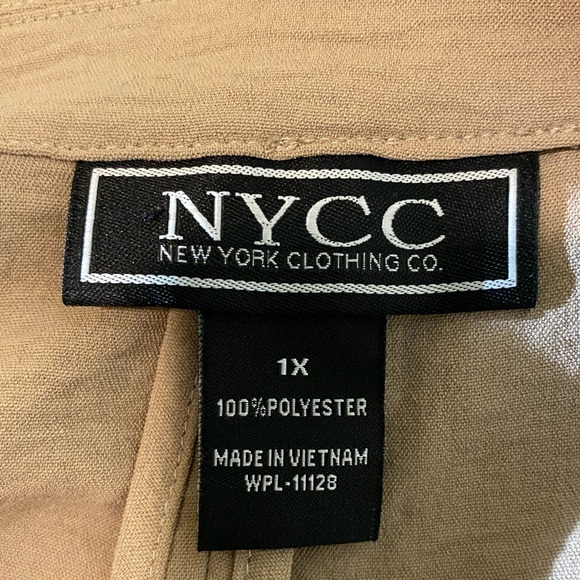 NYCC
NEW YORK CLOTHING CO.
1X
100%POLYESTER
MADE IN VIETNAM
WPL-11128